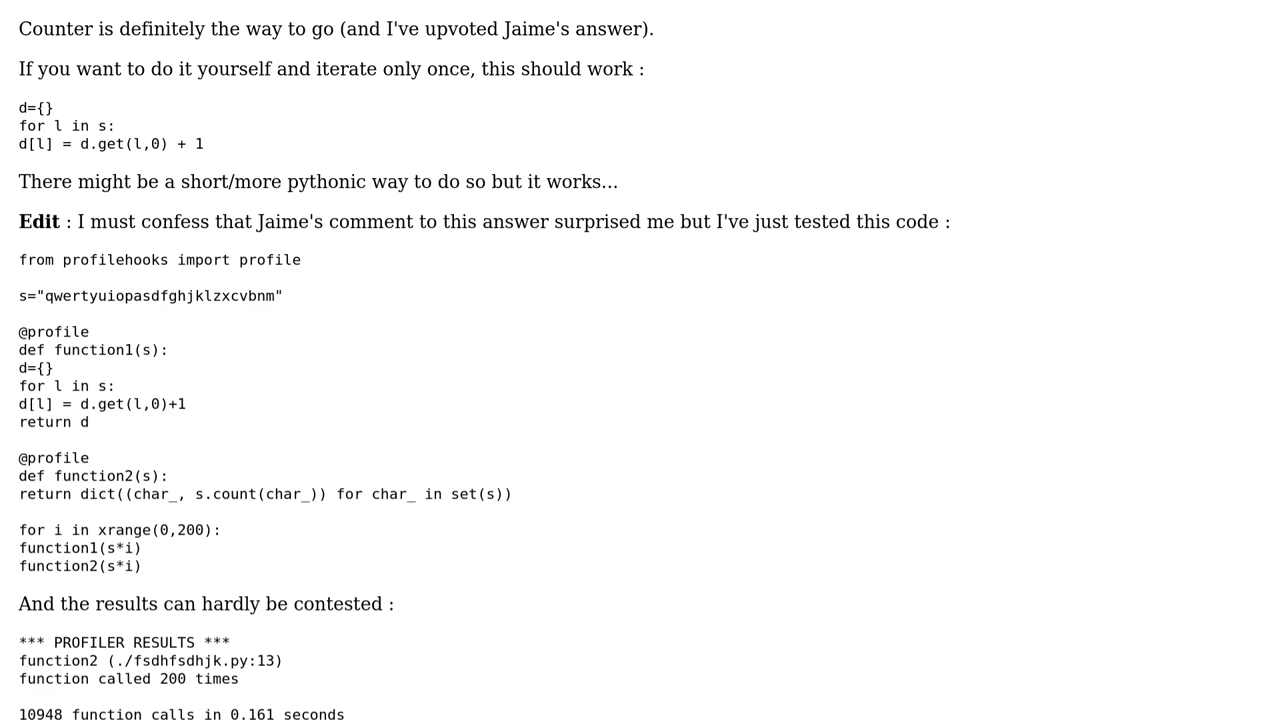 Counter is definitely the way to go (and I've upvoted Jaime's answer).
If you want to do it yourself and iterate only once, this should work :
d={}
for l in s:
d[l] = d.get(l,0) + 1
There might be a short/more pythonic way to do so but it works...
Edit : I must confess that Jaime's comment to this answer surprised me but I've just tested this code :
from profilehooks import profile
s="qwertyuiopasdfghjklzxcvbnm"
@profile
def function1(s):
d={}
for l in s:
d[l] = d.get(l,0)+1
return d
@profile
def function2(s):
return dict((char_, s.count(char_)) for char_ in set(s))
for i in xrange(0,200):
function1(s*i)
function2(s*i)
And the results can hardly be contested :
*** PROFILER RESULTS ***
function2 (./fsdhfsdhjk.py:13)
function called 200 times
10948 function calls in 0.161 seconds